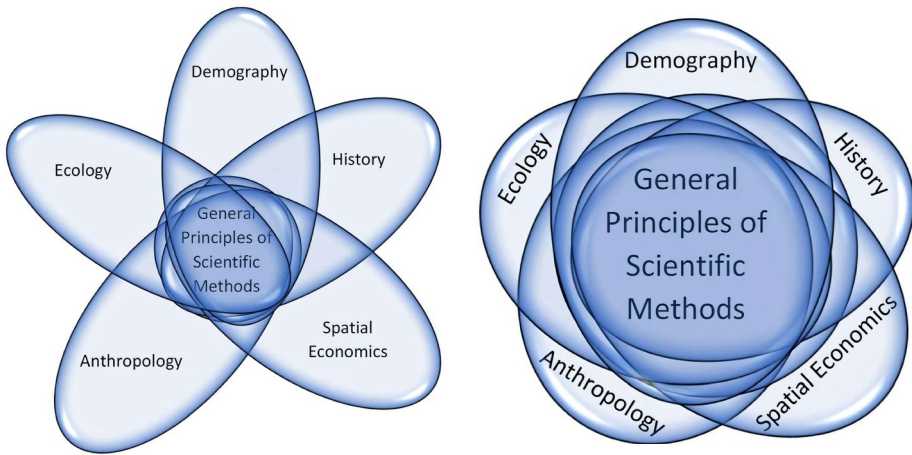 Demography
Ecology
History
General
Principles of
Scientific
Methods
Anthropology
Spatial
Economics
Demography
Ecology
History
General
Principles of
Scientific
Methods
Anthropology
Spatial Economics